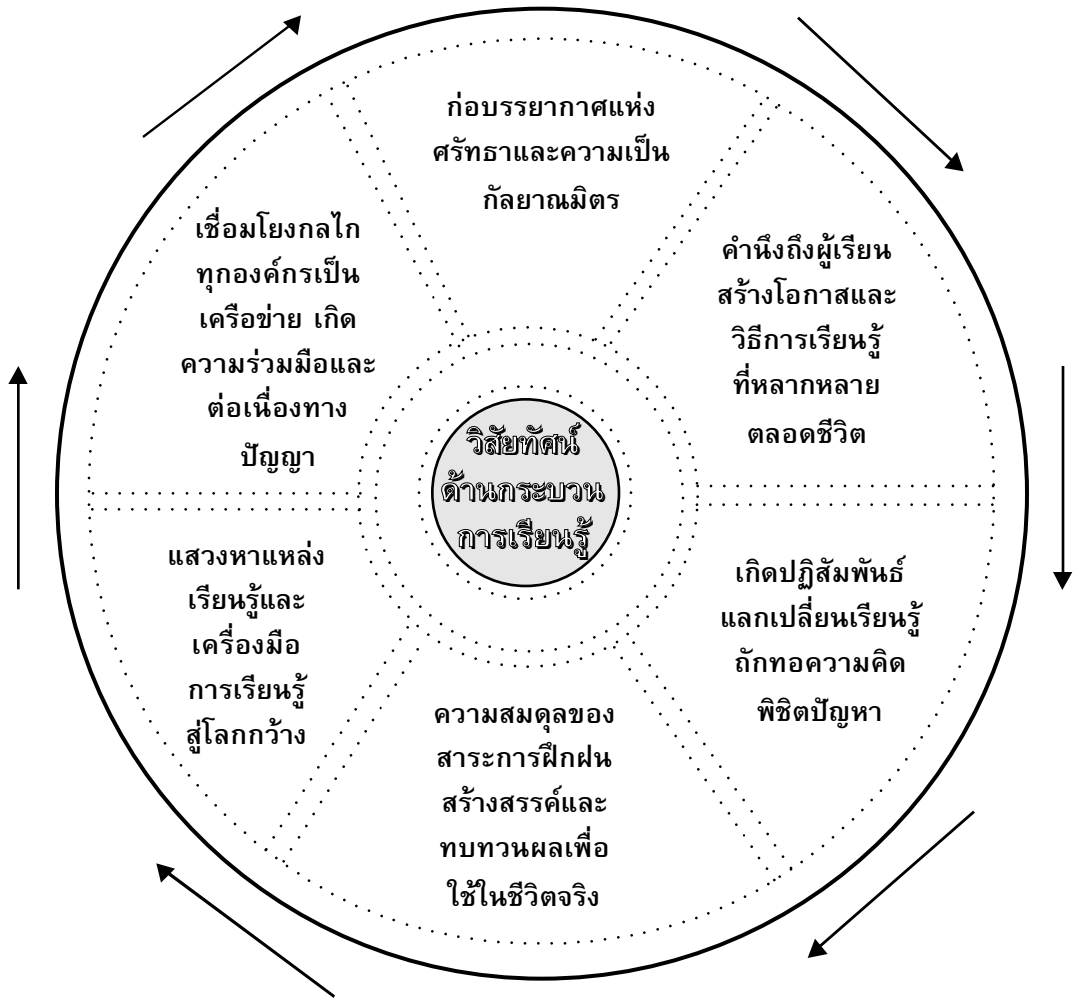 ก่อบรรยากาศแห่ง
ศรัทธาและความเป็น
กัลยาณมิตร
คำนึงถึงผู้เรียน
สร้างโอกาสและ
วิธีการเรียนรู้
ที่หลากหลาย
ตลอดชีวิต
เกิดปฏิสัมพันธ์
แลกเปลี่ยนเรียนรู้
ถักทอความคิด
พิชิตปัญหา
ความสมดุลของ
สาระการฝึกฝน
สร้างสรรค์และ
ทบทวนผลเพื่อ
ใช้ในชีวิตจริง
แสวงหาแหล่ง
เรียนรู้และ
เครื่องมือ
การเรียนรู้
สู่โลกกว้าง
เชื่อมโยงกลไก
ทุกองค์กรเป็น
เครือข่าย เกิด
ความร่วมมือและ
ต่อเนื่องทาง
ปัญญา
วิสัยทัศน์
ด้านกระบวน
การเรียนรู้